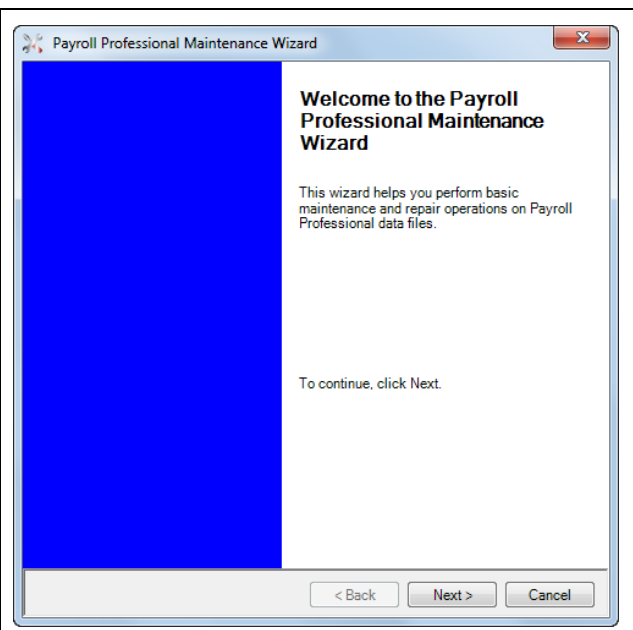 Payroll Professional Maintenance Wizard
Welcome to the Payroll
Professional Maintenance
Wizard
This wizard helps you perform basic
maintenance and repair operations on Payroll
Professional data files.
To continue, click Next.
< Back Next > Cancel